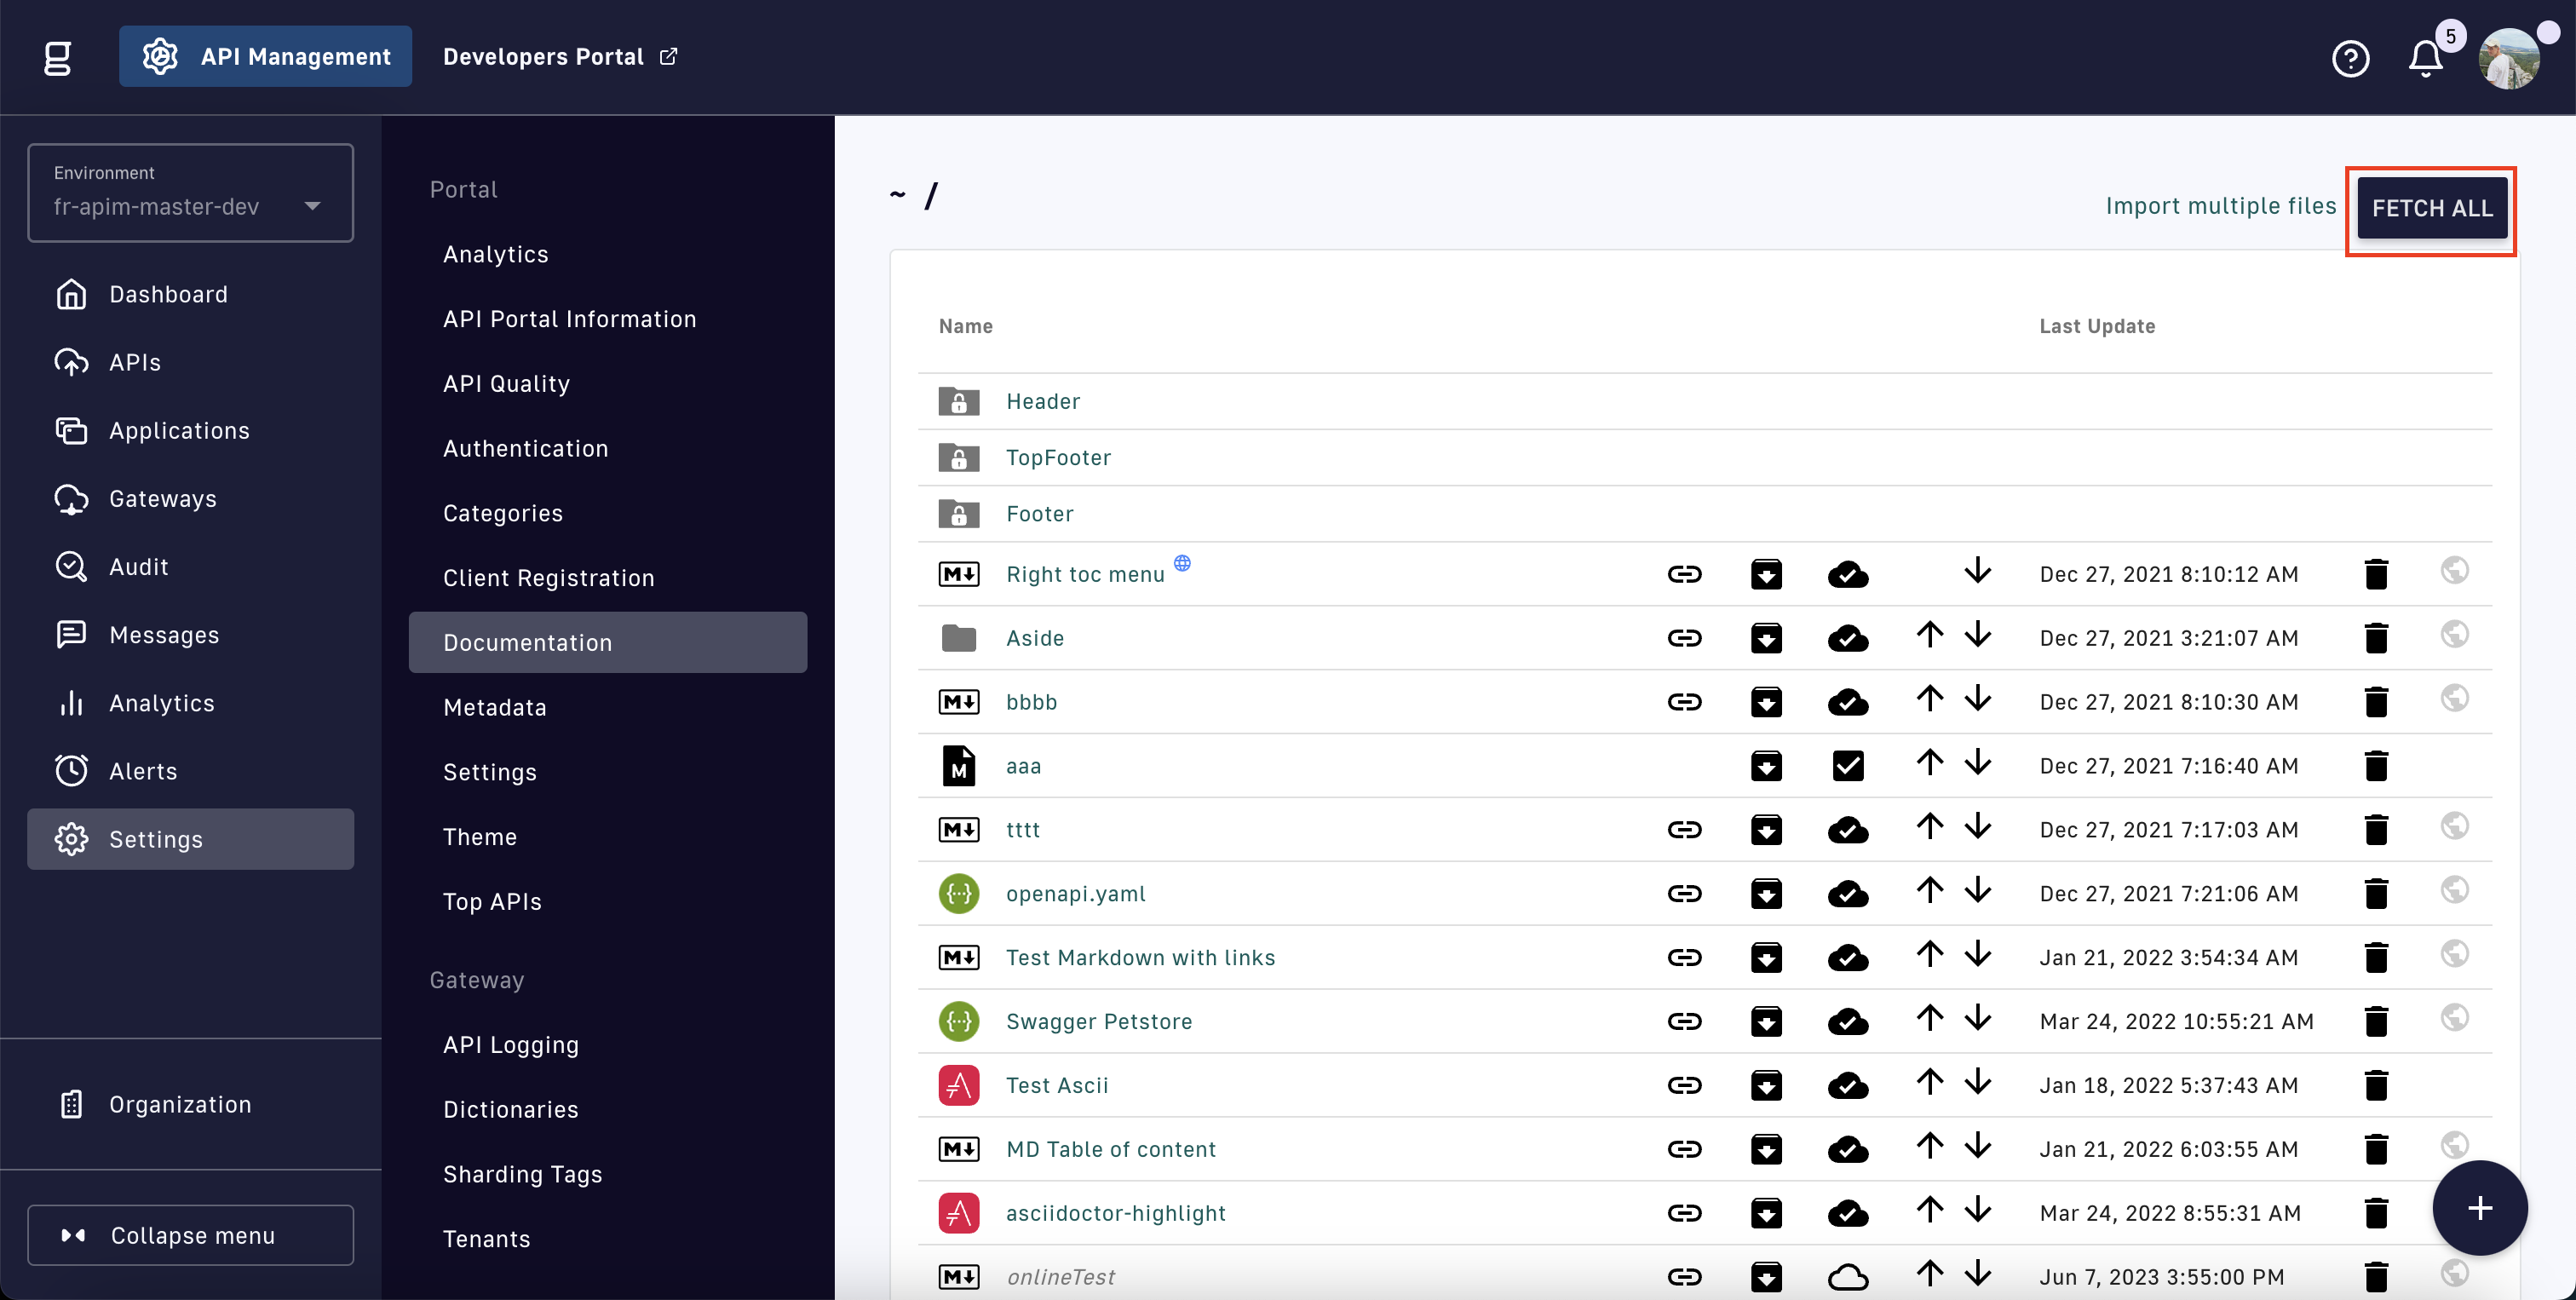 g
API Management
Developers Portal
5
Environment
fr-apim-master-dev
Dashboard
APIs
Applications
Gateways
Audit
Messages
Analytics
Alerts
Settings
Organization
Collapse menu
Portal
Analytics
API Portal Information
API Quality
Authentication
Categories
Client Registration
Documentation
Metadata
Settings
Theme
Top APIs
Gateway
API Logging
Dictionaries
Sharding Tags
Tenants
~ /
Import multiple files
FETCH ALL
Name Last Update
Header
TopFooter
Footer
M Right toc menu Dec 27, 2021 8:10:12 AM
Aside Dec 27, 2021 3:21:07 AM
M bbbb Dec 27, 2021 8:10:30 AM
M aaa Dec 27, 2021 7:16:40 AM
M tttt Dec 27, 2021 7:17:03 AM
{...} openapi.yaml Dec 27, 2021 7:21:06 AM
M Test Markdown with links Jan 21, 2022 3:54:34 AM
{...} Swagger Petstore Mar 24, 2022 10:55:21 AM
A Test Ascii Jan 18, 2022 5:37:43 AM
M MD Table of content Jan 21, 2022 6:03:55 AM
A asciidoctor-highlight Mar 24, 2022 8:55:31 AM
M onlineTest Jun 7, 2023 3:55:00 PM